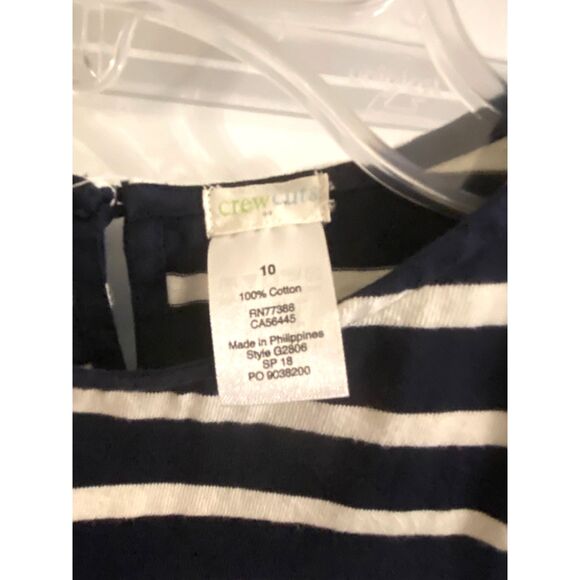 crewcuts
10
100% Cotton
RN77388
CA56445
Made in Philippines
Style G2806
SP 18
PO 9038200